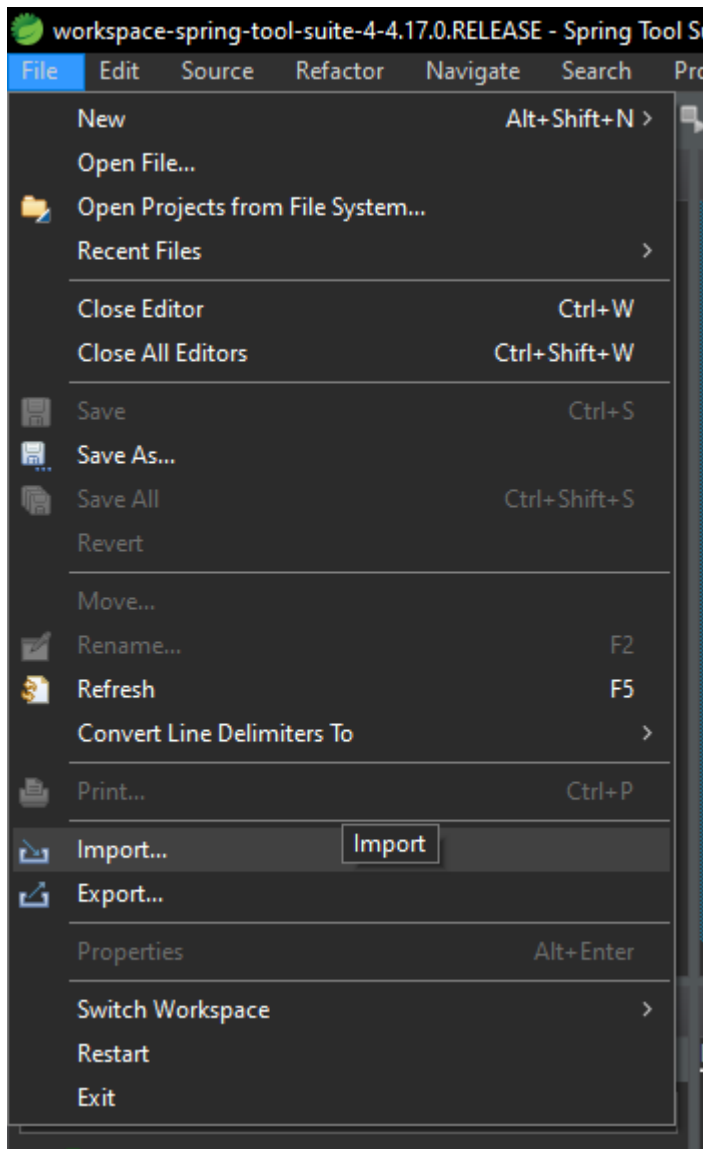 workspace-spring-tool-suite-4-4.17.0.RELEASE - Spring Tool S
File Edit Source Refactor Navigate Search Pro
New Alt+Shift+N >
Open File...
Open Projects from File System...
Recent Files >
Close Editor Ctrl+W
Close All Editors Ctrl+Shift+W
Save Ctrl+S
Save As...
Save All Ctrl+Shift+S
Revert
Move...
Rename... F2
Refresh F5
Convert Line Delimiters To >
Print... Ctrl+P
Import... Import
Export...
Properties Alt+Enter
Switch Workspace >
Restart
Exit